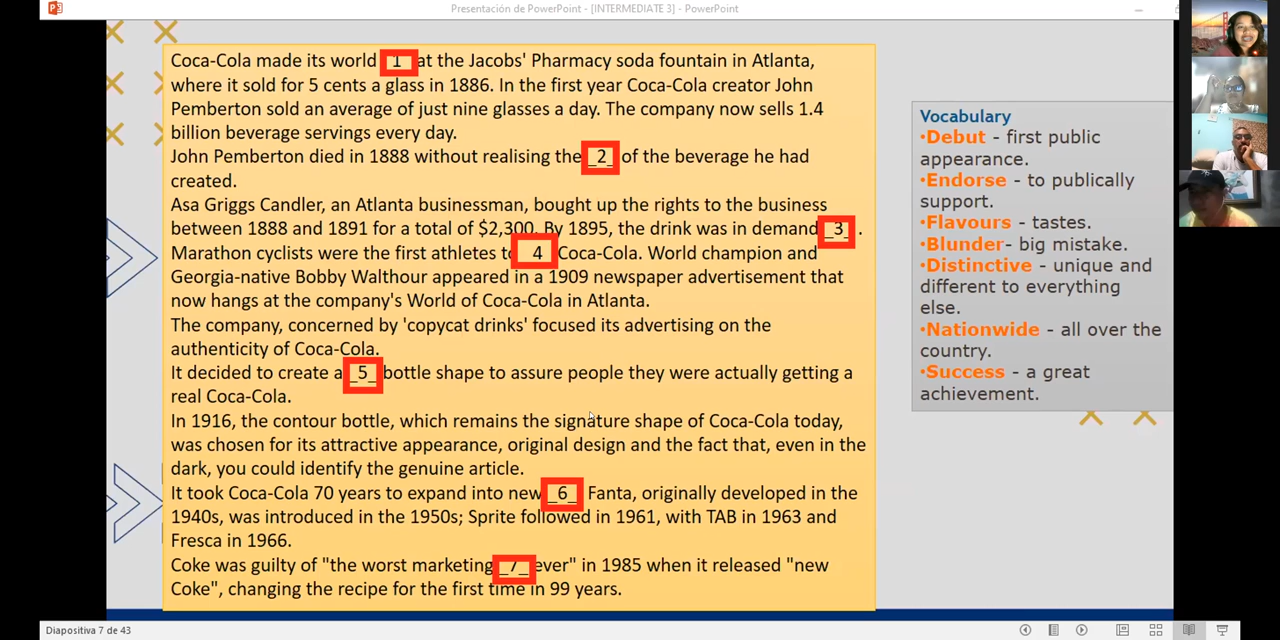 Presentación de PowerPoint - [INTERMEDIATE 3] - PowerPoint
Coca-Cola made its world 1 at the Jacobs' Pharmacy soda fountain in Atlanta,
where it sold for 5 cents a glass in 1886. In the first year Coca-Cola creator John
Pemberton sold an average of just nine glasses a day. The company now sells 1.4
billion beverage servings every day.
John Pemberton died in 1888 without realising the _2_ of the beverage he had
created.
Asa Griggs Candler, an Atlanta businessman, bought up the rights to the business
between 1888 and 1891 for a total of $2,300. By 1895, the drink was in demand _3_ .
Marathon cyclists were the first athletes to 4 Coca-Cola. World champion and
Georgia-native Bobby Walthour appeared in a 1909 newspaper advertisement that
now hangs at the company's World of Coca-Cola in Atlanta.
The company, concerned by 'copycat drinks' focused its advertising on the
authenticity of Coca-Cola.
It decided to create a _5_ bottle shape to assure people they were actually getting a
real Coca-Cola.
In 1916, the contour bottle, which remains the signature shape of Coca-Cola today,
was chosen for its attractive appearance, original design and the fact that, even in the
dark, you could identify the genuine article.
It took Coca-Cola 70 years to expand into new _6_ Fanta, originally developed in the
1940s, was introduced in the 1950s; Sprite followed in 1961, with TAB in 1963 and
Fresca in 1966.
Coke was guilty of "the worst marketing _7_ ever" in 1985 when it released "new
Coke", changing the recipe for the first time in 99 years.
Vocabulary
•Debut - first public
appearance.
•Endorse - to publically
support.
•Flavours - tastes.
•Blunder- big mistake.
•Distinctive - unique and
different to everything
else.
•Nationwide - all over the
country.
•Success - a great
achievement.
Diapositiva 7 de 43